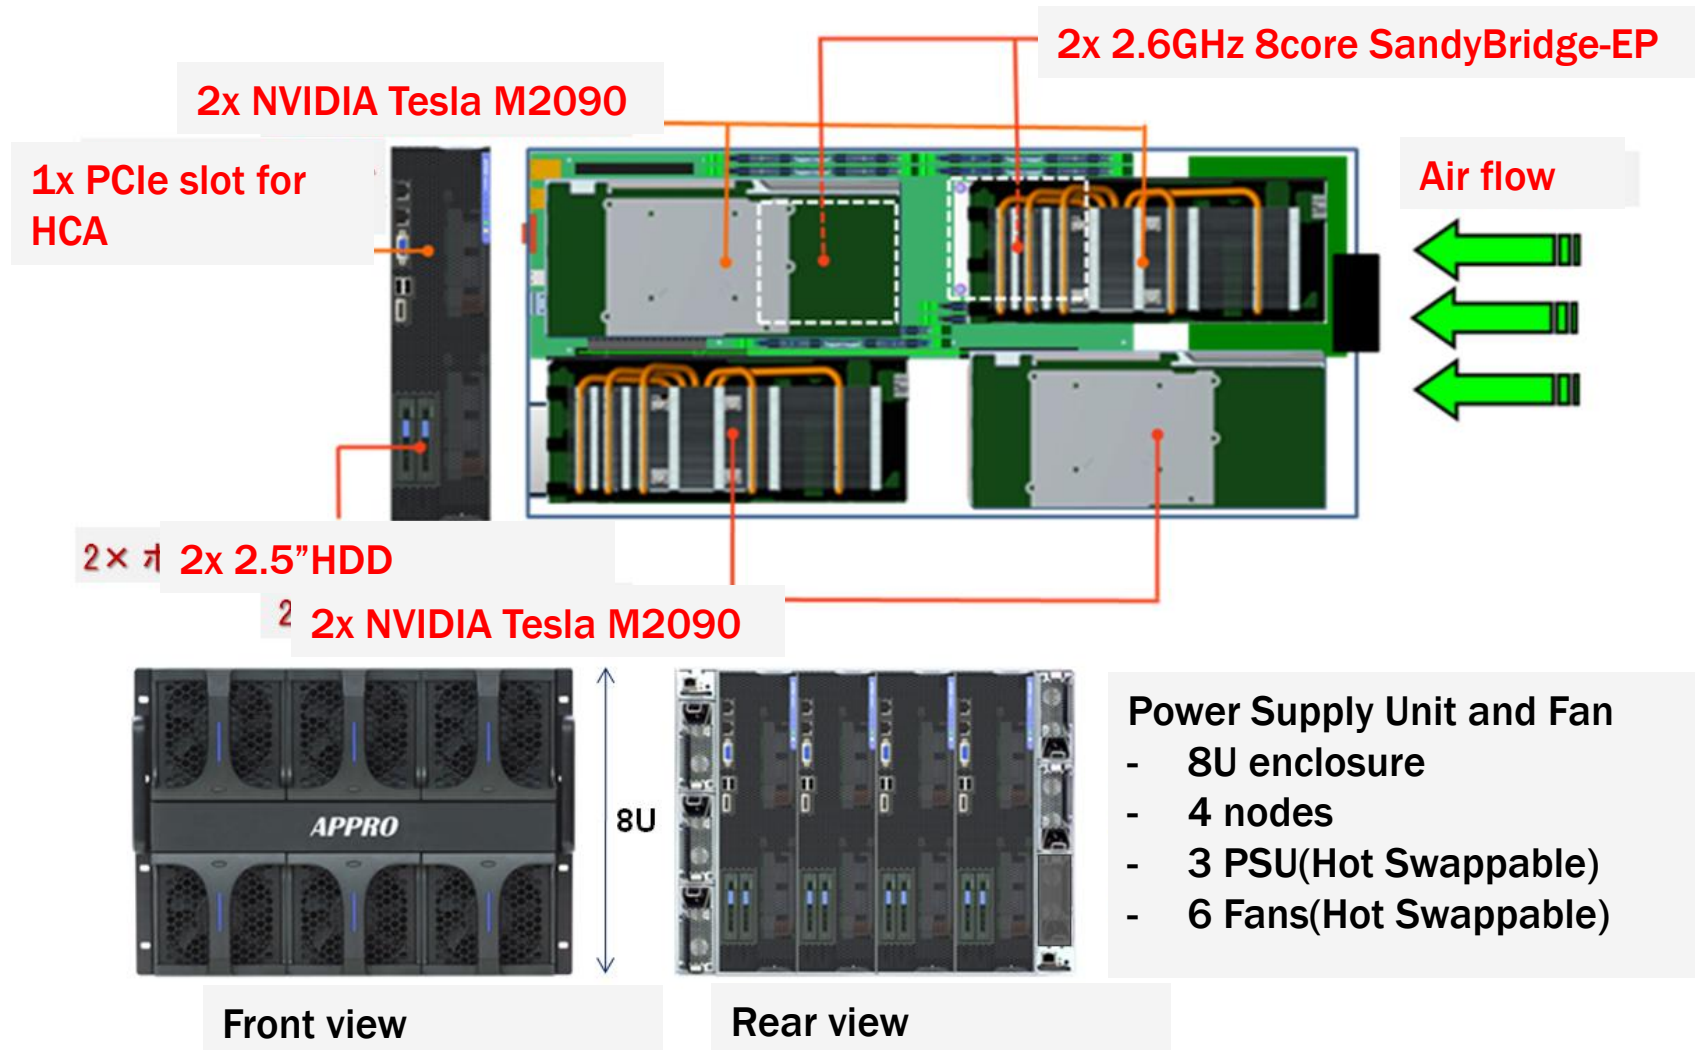 2x 2.6GHz 8core SandyBridge-EP
2x NVIDIA Tesla M2090
1x PCIe slot for
HCA
Air flow
2×
2x 2.5”HDD
2
2x NVIDIA Tesla M2090
APPRO
8U
Power Supply Unit and Fan
- 8U enclosure
- 4 nodes
- 3 PSU(Hot Swappable)
- 6 Fans(Hot Swappable)
Front view
Rear view